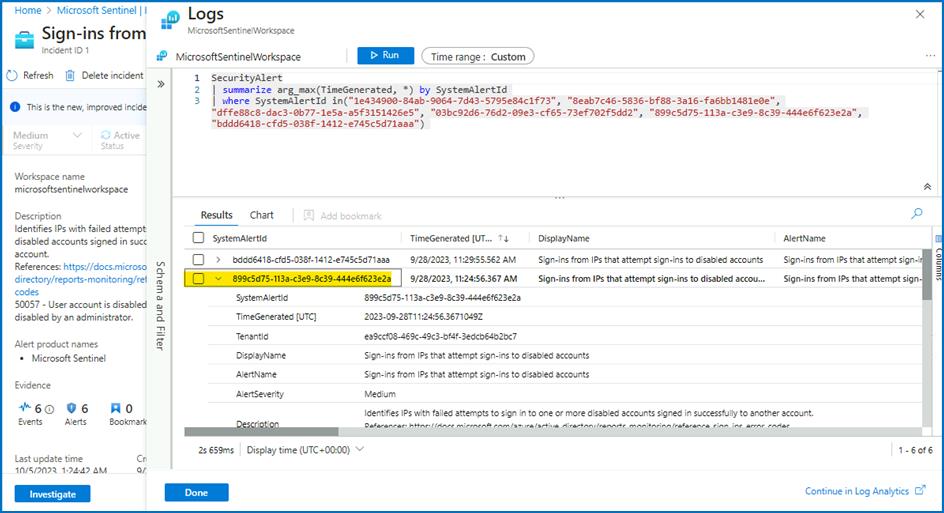 Home > Microsoft Sentinel | I
Sign-ins from
Incident ID 1
Refresh Delete incident
This is the new, improved incide
Medium
Severity
Active
Status
Workspace name
microsoftsentinelworkspace
Description
Identifies IPs with failed attempts
disabled accounts signed in succ
account.
References: https://docs.microso
directory/reports-monitoring/ref
codes
50057 - User account is disabled
disabled by an administrator.
Alert product names
• Microsoft Sentinel
Evidence
6 6 0
Events Alerts Bookmark
Last update time Cr
10/5/2023, 1:24:42 AM 9/
Investigate
Logs
MicrosoftSentinelWorkspace
MicrosoftSentinelWorkspace Run Time range : Custom
Schema and Filter
1 SecurityAlert
2 | summarize arg_max(TimeGenerated, *) by SystemAlertId
3 | where SystemAlertId in("1e434900-84ab-9064-7d43-5795e84c1f73", "8eab7c46-5836-bf88-3a16-fa6bb1481e0e",
"dffe88c8-dac3-0b77-1e5a-a5f3151426e5", "03bc92d6-76d2-09e3-cf65-73ef702f5dd2", "899c5d75-113a-c3e9-8c39-444e6f623e2a",
"bddd6418-cfd5-038f-1412-e745c5d71aaa")
Results Chart Add bookmark
SystemAlertId TimeGenerated [UT... DisplayName AlertName
bddd6418-cfd5-038f-1412-e745c5d71aaa 9/28/2023, 11:29:55.562 AM Sign-ins from IPs that attempt sign-ins to disabled accounts Sign-ins from IPs that attempt sign-in
899c5d75-113a-c3e9-8c39-444e6f623e2a 9/28/2023, 11:24:56.367 AM Sign-ins from IPs that attempt sign-ins to disabled accou... Sign-ins from IPs that attempt sign-
SystemAlertId 899c5d75-113a-c3e9-8c39-444e6f623e2a
TimeGenerated [UTC] 2023-09-28T11:24:56.3671049Z
TenantId ea9ccf08-469c-49c3-bf4f-3edcb64b2bc7
DisplayName Sign-ins from IPs that attempt sign-ins to disabled accounts
AlertName Sign-ins from IPs that attempt sign-ins to disabled accounts
AlertSeverity Medium
Description Identifies IPs with failed attempts to sign in to one or more disabled accounts signed in successfully to another account.
References: https://docs.microsoft.com/azure/active-directory/reports-monitoring/reference-sign-ins-error-codes
Columns
2s 659ms Display time (UTC+00:00) 1 - 6 of 6
Done
Continue in Log Analytics